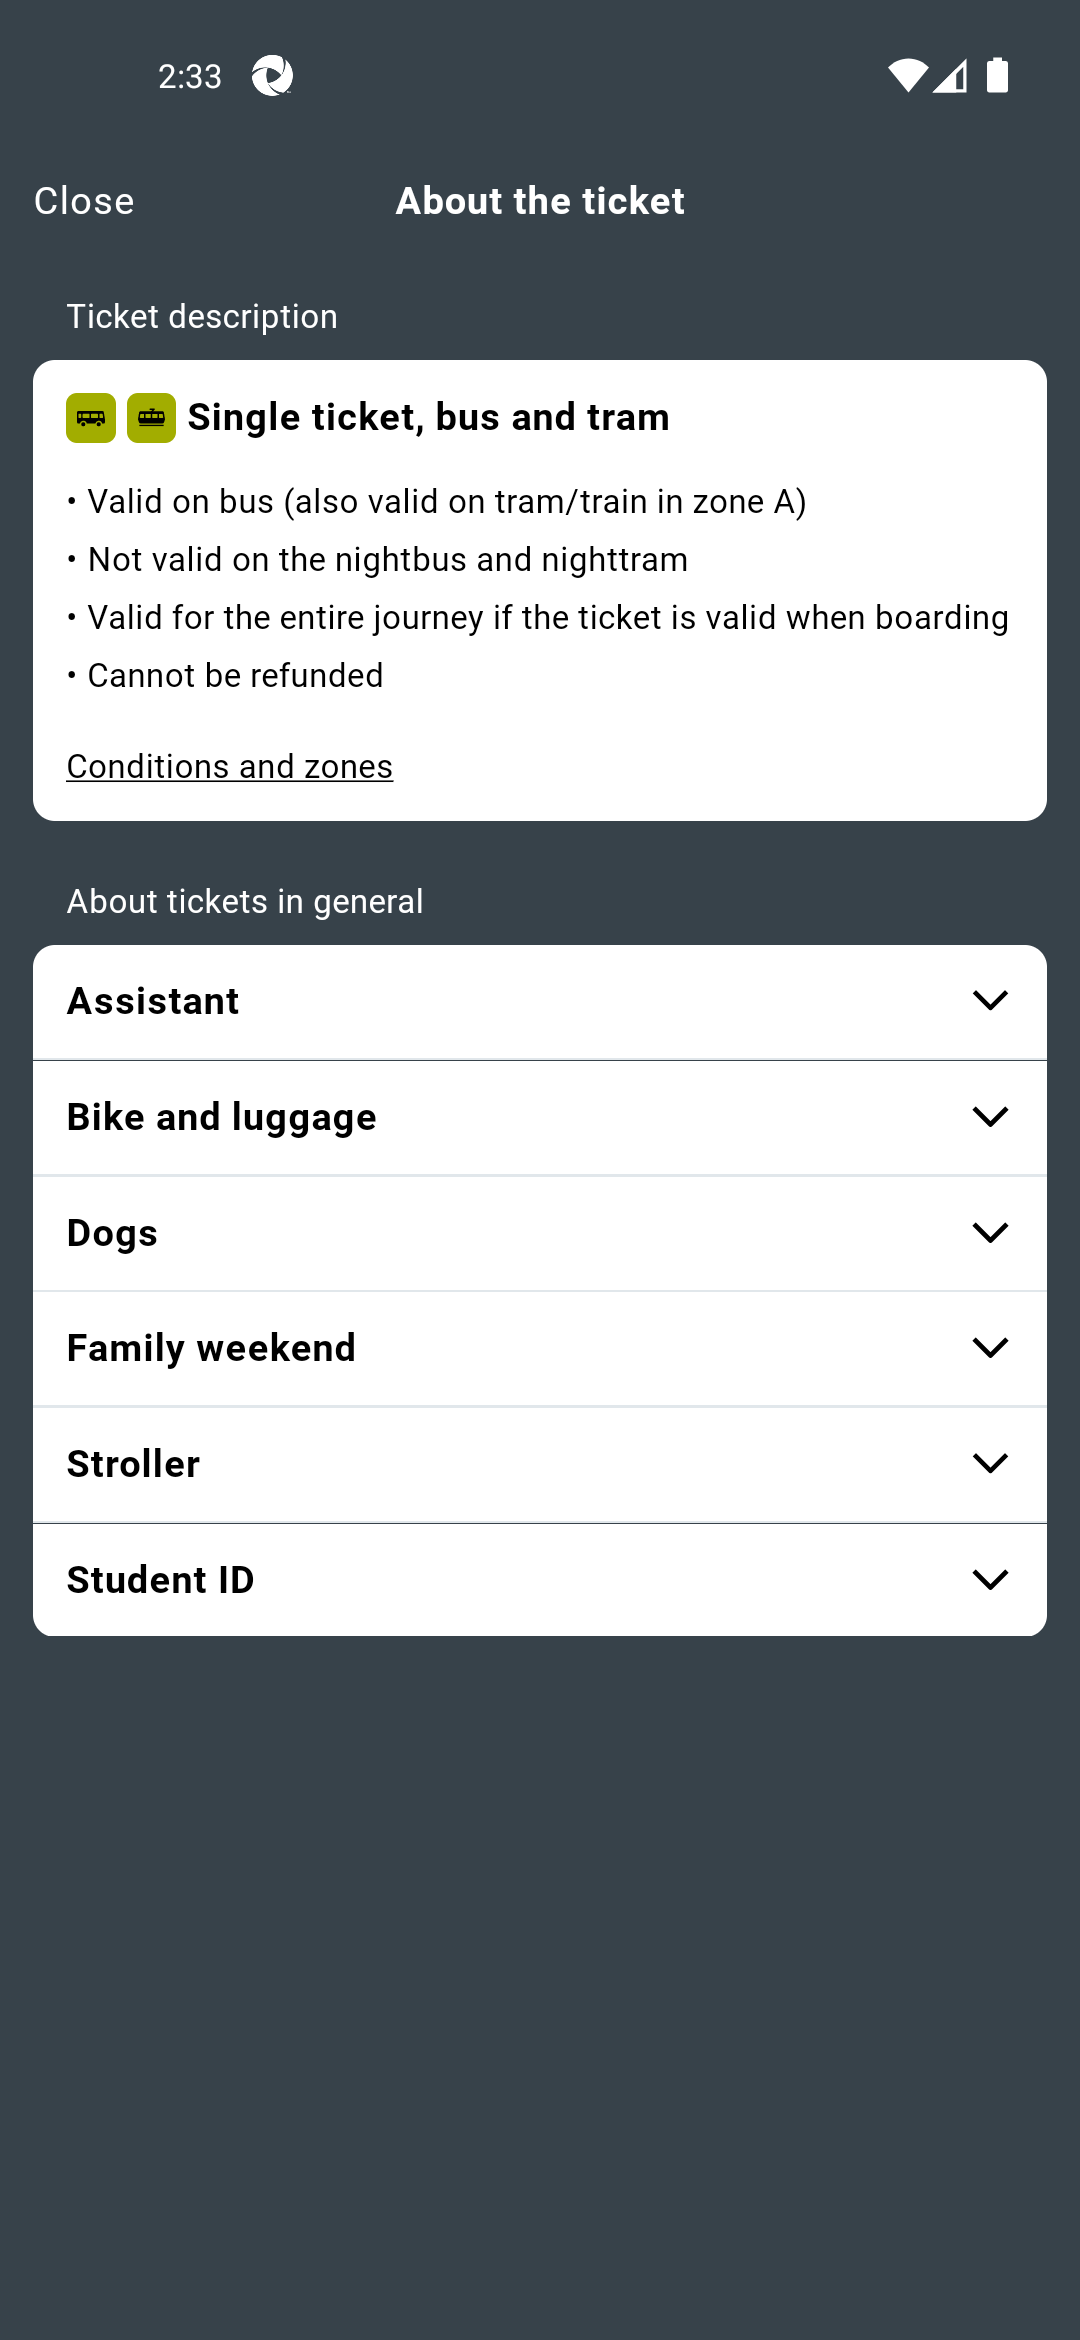 2:33
Close
About the ticket
Ticket description
Single ticket, bus and tram
• Valid on bus (also valid on tram/train in zone A)
• Not valid on the nightbus and nighttram
• Valid for the entire journey if the ticket is valid when boarding
• Cannot be refunded
Conditions and zones
About tickets in general
Assistant
Bike and luggage
Dogs
Family weekend
Stroller
Student ID